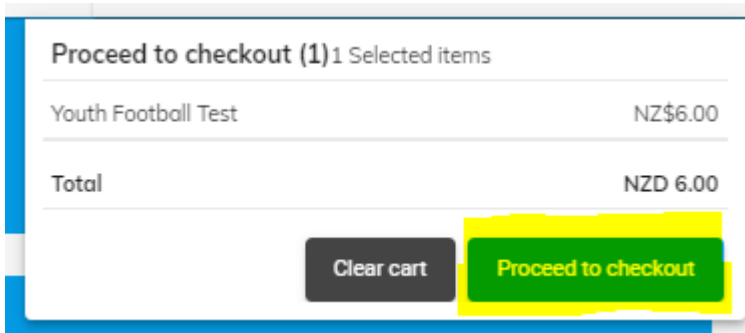 Proceed to checkout (1)1 Selected items
Youth Football Test NZ$6.00
Total NZD 6.00
Clear cart Proceed to checkout